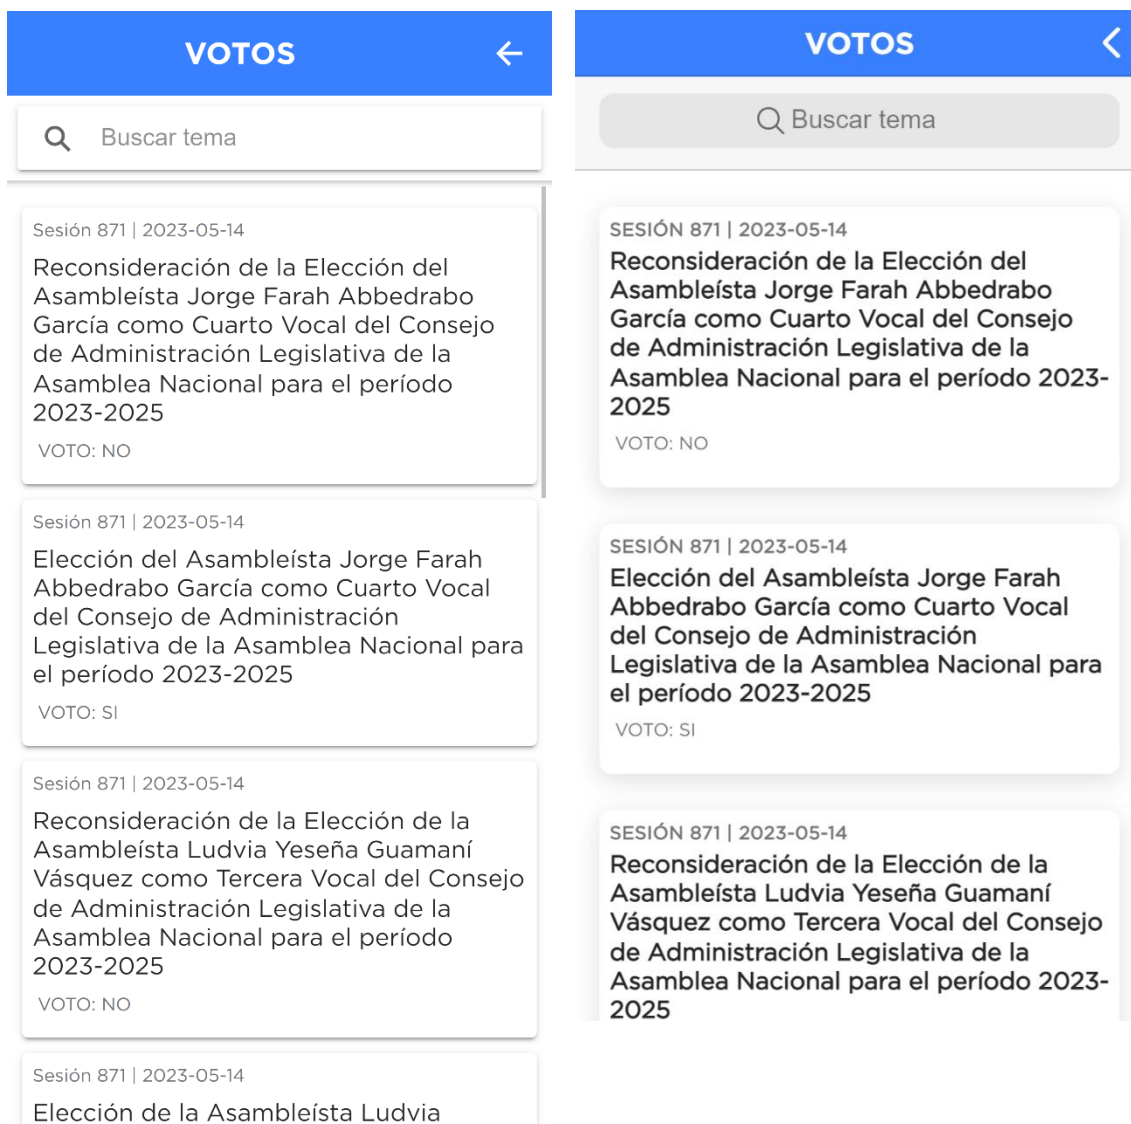 VOTOS
Buscar tema
Sesión 871 | 2023-05-14
Reconsideración de la Elección del
Asambleísta Jorge Farah Abbedrabo
García como Cuarto Vocal del Consejo
de Administración Legislativa de la
Asamblea Nacional para el período
2023-2025
VOTO: NO
Sesión 871 | 2023-05-14
Elección del Asambleísta Jorge Farah
Abbedrabo García como Cuarto Vocal
del Consejo de Administración
Legislativa de la Asamblea Nacional para
el período 2023-2025
VOTO: SI
Sesión 871 | 2023-05-14
Reconsideración de la Elección de la
Asambleísta Ludvia Yeseña Guamaní
Vásquez como Tercera Vocal del Consejo
de Administración Legislativa de la
Asamblea Nacional para el período
2023-2025
VOTO: NO
Sesión 871 | 2023-05-14
Elección de la Asambleísta Ludvia
VOTOS
Buscar tema
SESIÓN 871 | 2023-05-14
Reconsideración de la Elección del
Asambleísta Jorge Farah Abbedrabo
García como Cuarto Vocal del Consejo
de Administración Legislativa de la
Asamblea Nacional para el período 2023-
2025
VOTO: NO
SESIÓN 871 | 2023-05-14
Elección del Asambleísta Jorge Farah
Abbedrabo García como Cuarto Vocal
del Consejo de Administración
Legislativa de la Asamblea Nacional para
el período 2023-2025
VOTO: SI
SESIÓN 871 | 2023-05-14
Reconsideración de la Elección de la
Asambleísta Ludvia Yeseña Guamaní
Vásquez como Tercera Vocal del Consejo
de Administración Legislativa de la
Asamblea Nacional para el período 2023-
2025